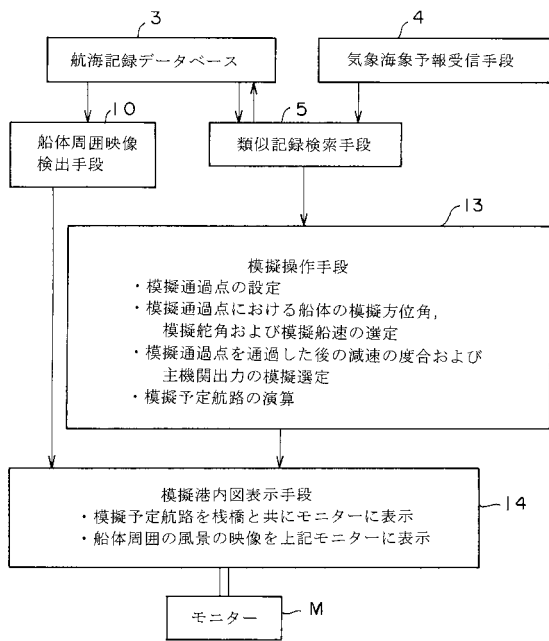 3
航海記録データベース
4
気象海象予報受信手段
10
船体周囲映像
検出手段
5
類似記録検索手段
13
模擬操作手段
・模擬通過点の設定
・模擬通過点における船体の模擬方位角,
模擬舵角および模擬船速の選定
・模擬通過点を通過した後の減速の度合および
主機関出力の模擬選定
・模擬予定航路の演算
模擬港内図表示手段
・模擬予定航路を桟橋と共にモニターに表示
・船体周囲の風景の映像を上記モニターに表示
14
モニター
M